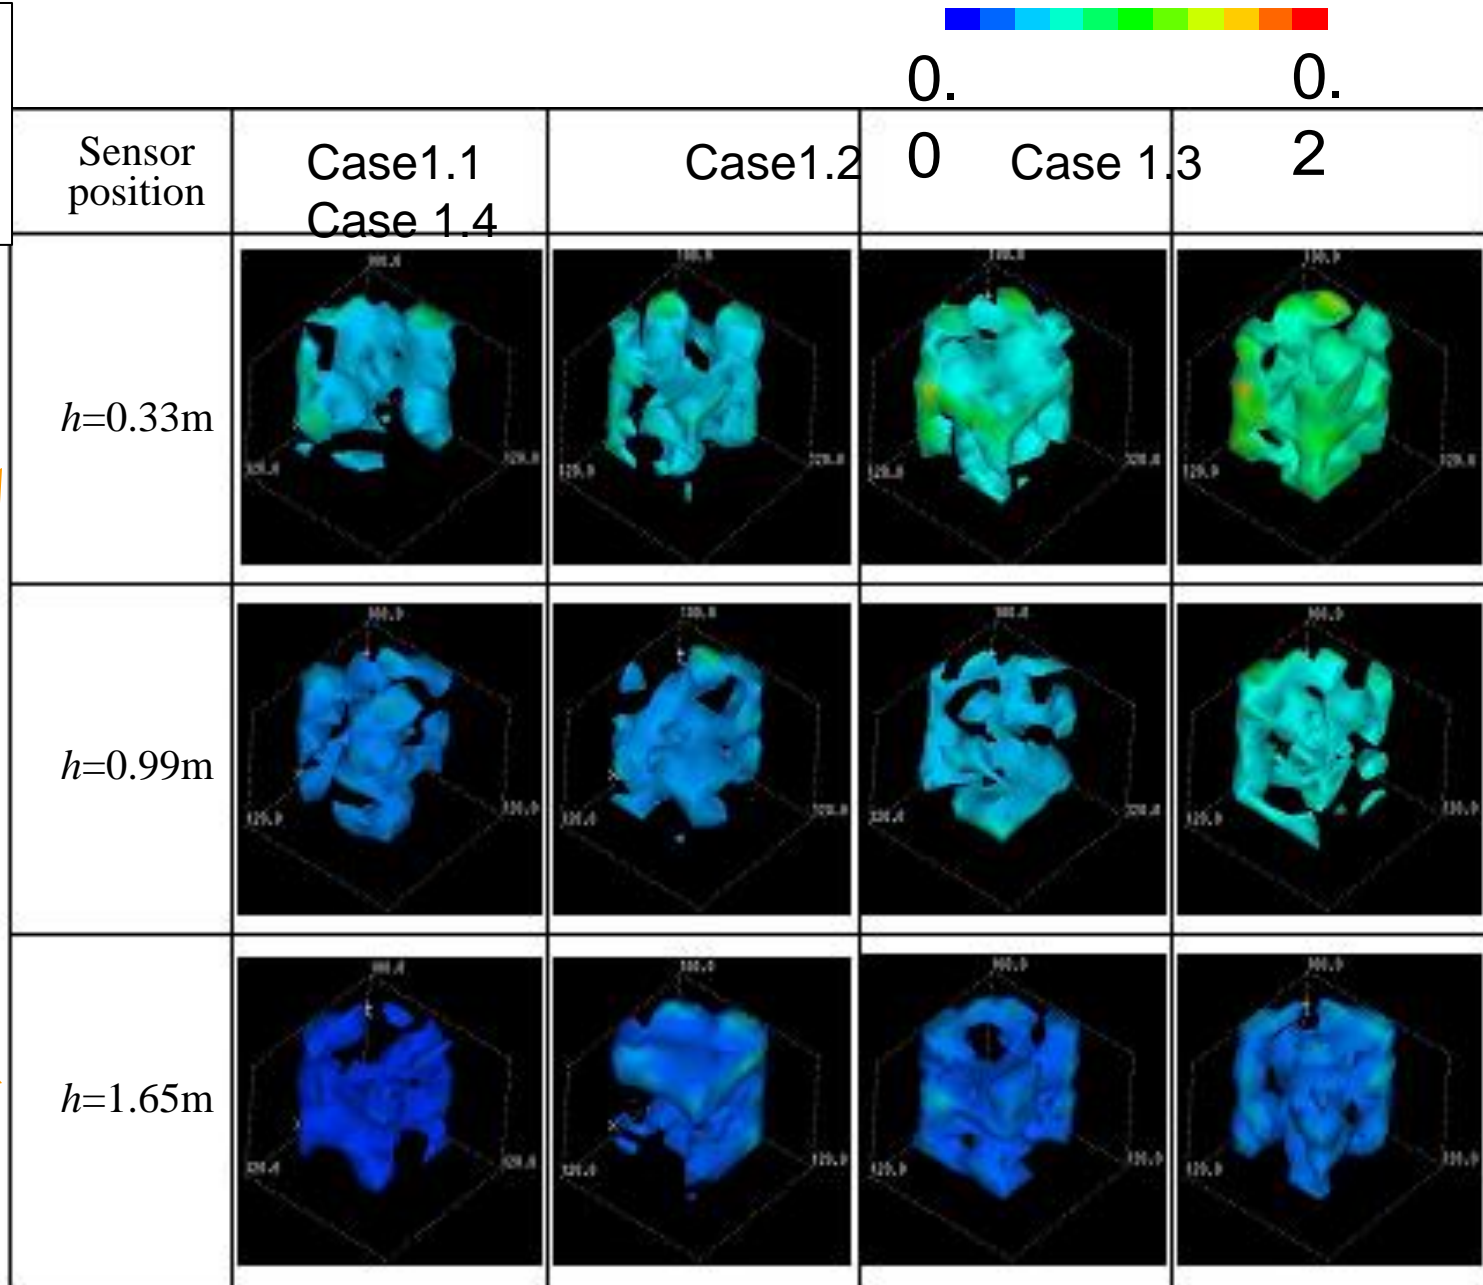 0. 0.
Sensor position
Case1.1 Case1.2 0 Case 1.3 2
Case 1.4
h=0.33m
h=0.99m
h=1.65m